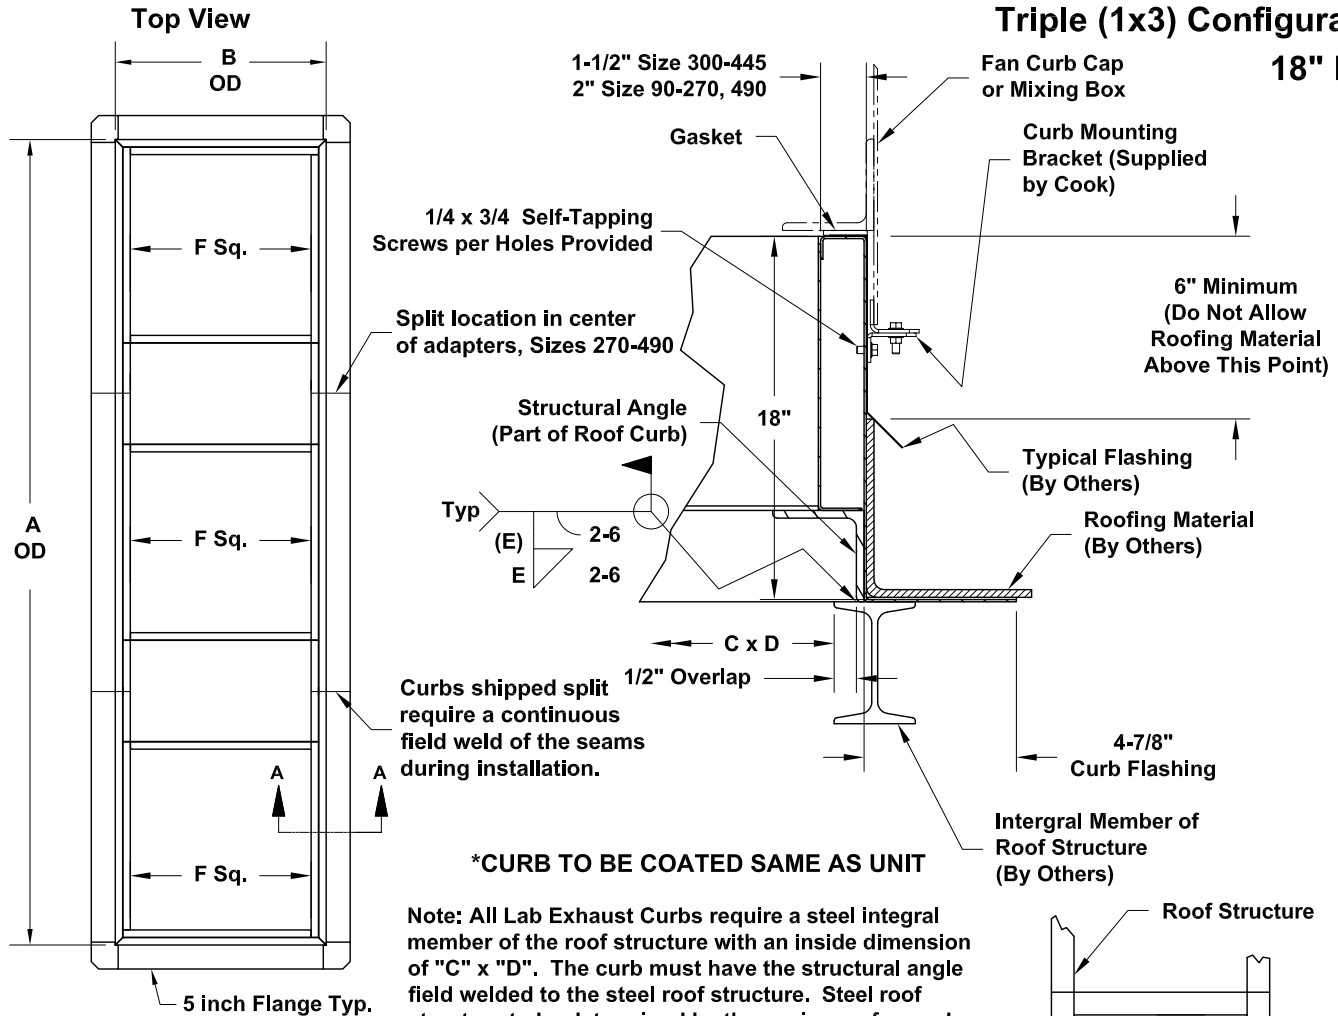 Top View
Triple (1x3) Configura
18"
B
OD
1-1/2" Size 300-445
2" Size 90-270, 490
Fan Curb Cap
or Mixing Box
Gasket
Curb Mounting
Bracket (Supplied
by Cook)
1/4 x 3/4 Self-Tapping
Screws per Holes Provided
F Sq.
6" Minimum
(Do Not Allow
Roofing Material
Above This Point)
Split location in center
of adapters, Sizes 270-490
Structural Angle
(Part of Roof Curb)
18"
Typical Flashing
(By Others)
Typ
(E)
2-6
E
2-6
A
OD
F Sq.
Roofing Material
(By Others)
C x D
1/2" Overlap
Curbs shipped split
require a continuous
field weld of the seams
during installation.
4-7/8"
Curb Flashing
A
A
Intergral Member of
Roof Structure
(By Others)
F Sq.
*CURB TO BE COATED SAME AS UNIT
Roof Structure
Note: All Lab Exhaust Curbs require a steel integral
member of the roof structure with an inside dimension
of "C" x "D". The curb must have the structural angle
field welded to the steel roof structure. Steel roof
5 inch Flange Typ.